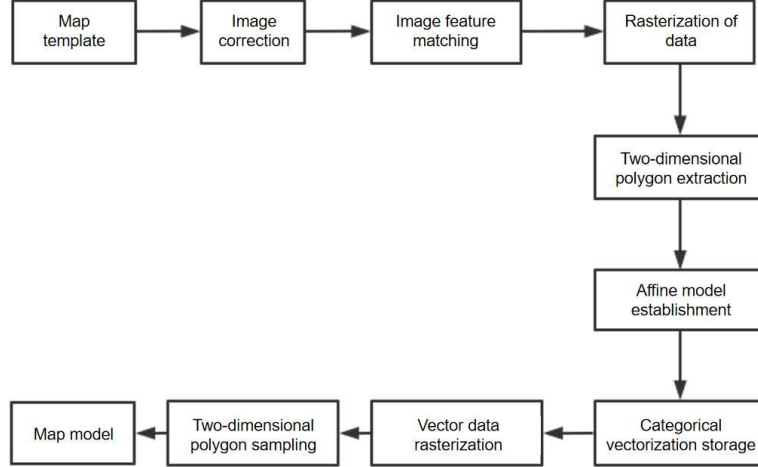 Map
template
Image
correction
Image feature
matching
Rasterization of
data
Two-dimensional
polygon extraction
Affine model
establishment
Categorical
vectorization storage
Vector data
rasterization
Two-dimensional
polygon sampling
Map model